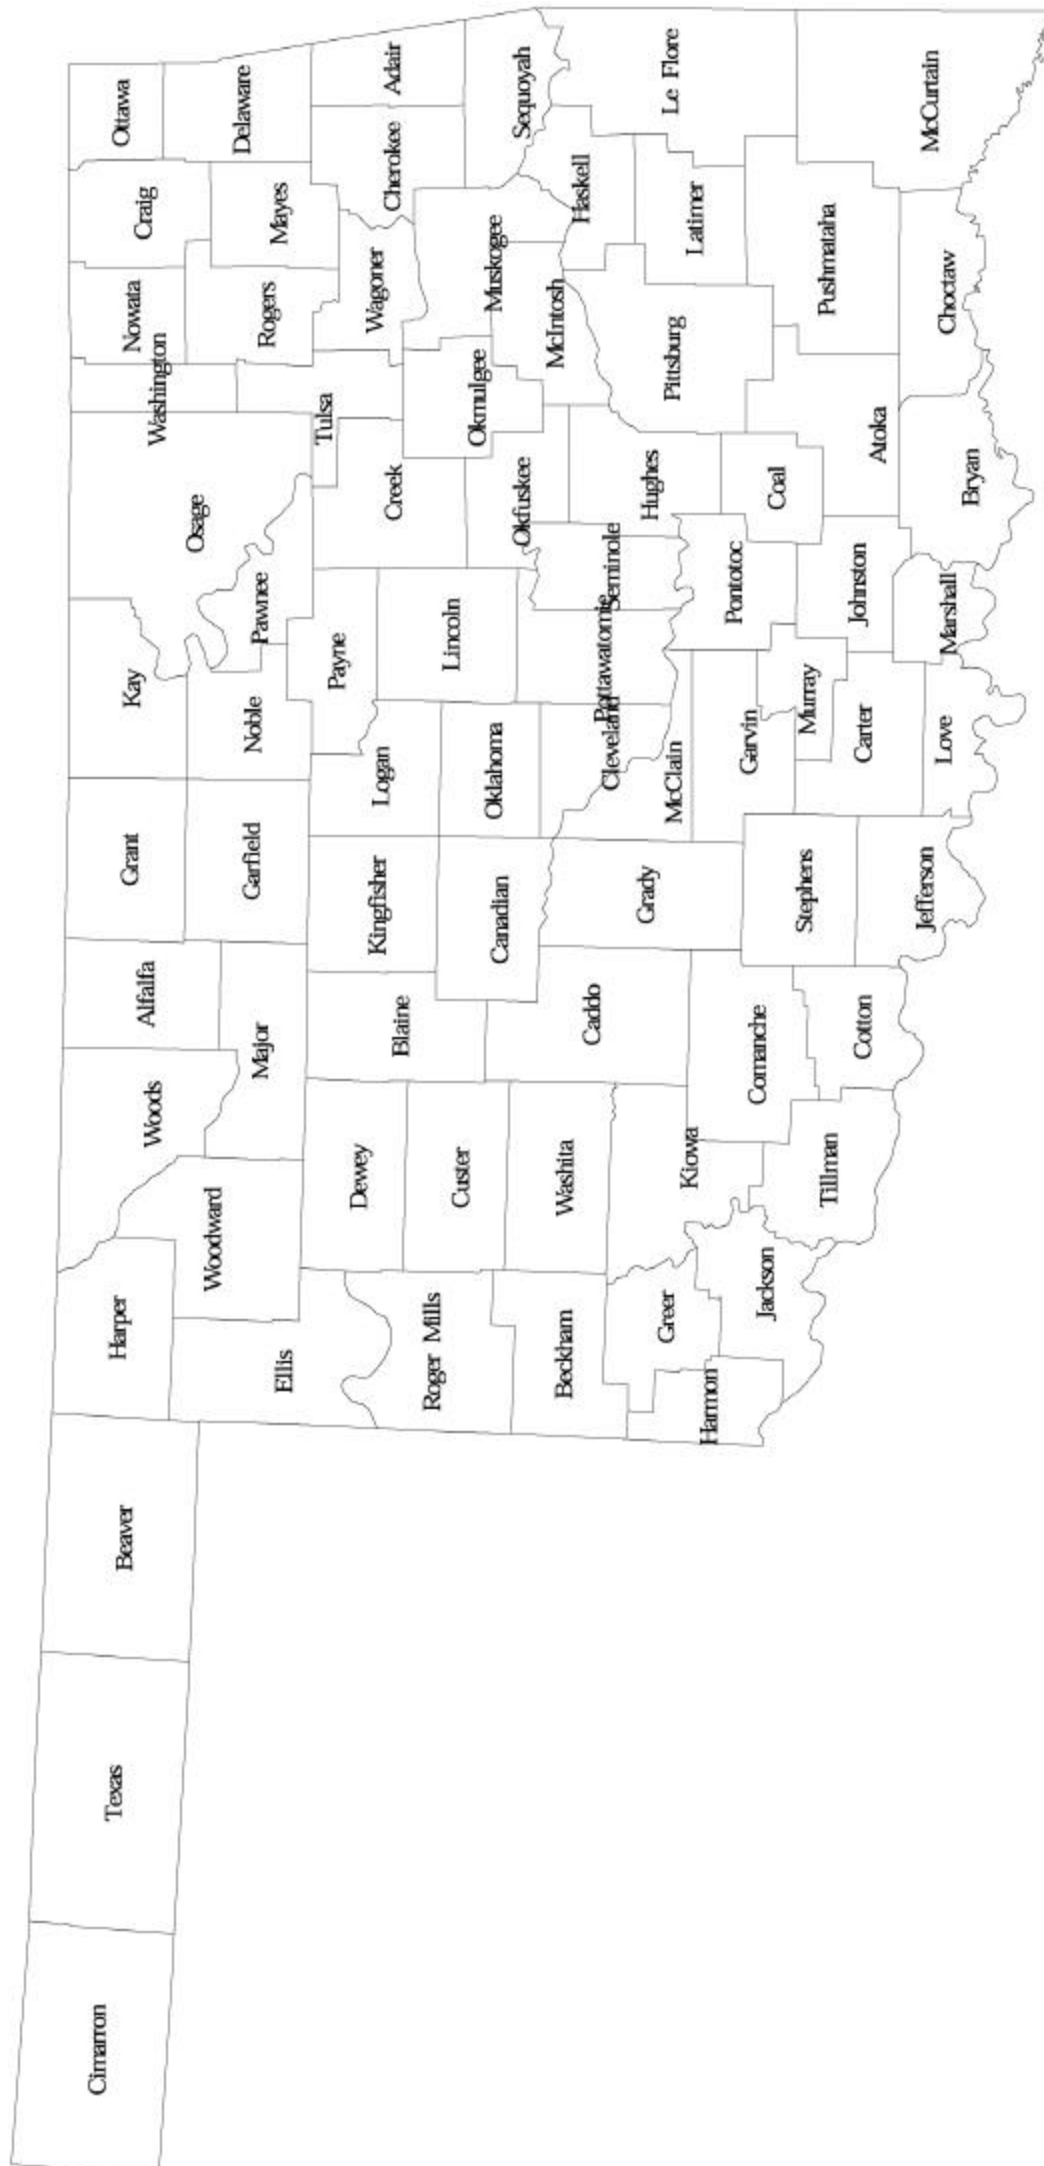 Cimarron
Texas
Beaver
Harper
Woods
Alfalfa
Grant
Kay
Osage
Washington
Nowata
Craig
Ottawa
Ellis
Woodward
Major
Garfield
Noble
Pawnee
Rogers
Mayes
Delaware
Roger Mills
Dewey
Blaine
Kingfisher
Logan
Payne
Creek
Tulsa
Wagoner
Cherokee
Adair
Custer
Canadian
Oklahoma
Lincoln
Okfuskee
Okmulgee
Muskogee
Sequoyah
Beckham
Washita
Caddo
Grady
McClain
Cleveland
Pottawatomie
Seminole
Hughes
McIntosh
Haskell
Harmon
Greer
Kiowa
Comanche
Garvin
Pontotoc
Pittsburg
Latimer
Le Flore
Jackson
Tillman
Cotton
Stephens
Murray
Carter
Johnston
Coal
Atoka
Pushmataha
Jefferson
Love
Marshall
Bryan
Choctaw
McCurtain